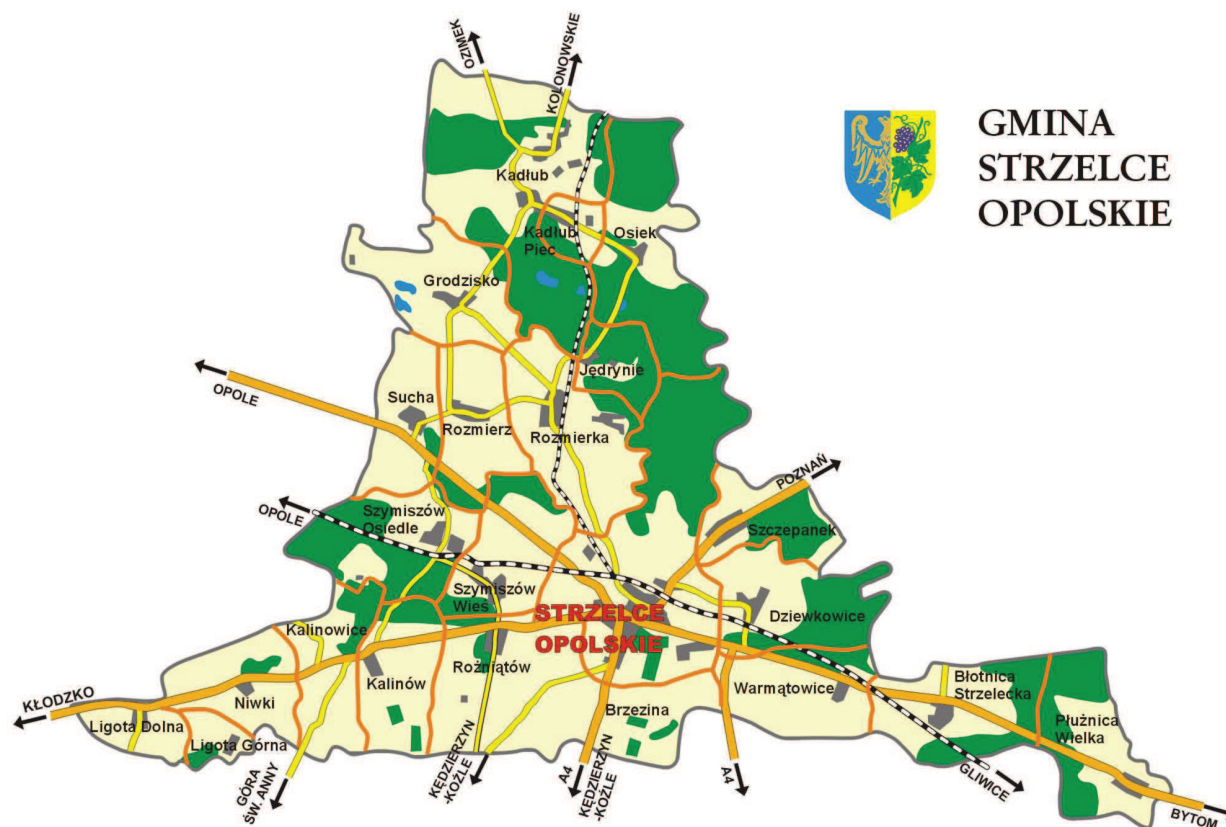 OZIMEK
KOLONOWSKIE
GMINA
STRZELCE
OPOLSKIE
Kadłub
Kadłub
Piec
Osiek
Grodzisko
Jędrynie
OPOLE
Sucha
Rozmierz
Rozmierka
POZNAŃ
OPOLE
Szymiszów
Osiedle
Szczepanek
Szymiszów
Wieś
STRZELCE
OPOLSKIE
Dziewkowice
Kalinowice
Rożniątów
Kalinów
Niwki
KŁODZKO
Ligota Dolna
Ligota Górna
Brzezina
Warmątowice
Błotnica
Strzelecka
Płużnica
Wielka
GÓRA
ŚW. ANNY
KĘDZIERZYN
-KOŹLE
A4
KĘDZIERZYN
-KOŹLE
A4
GLIWICE
BYTOM